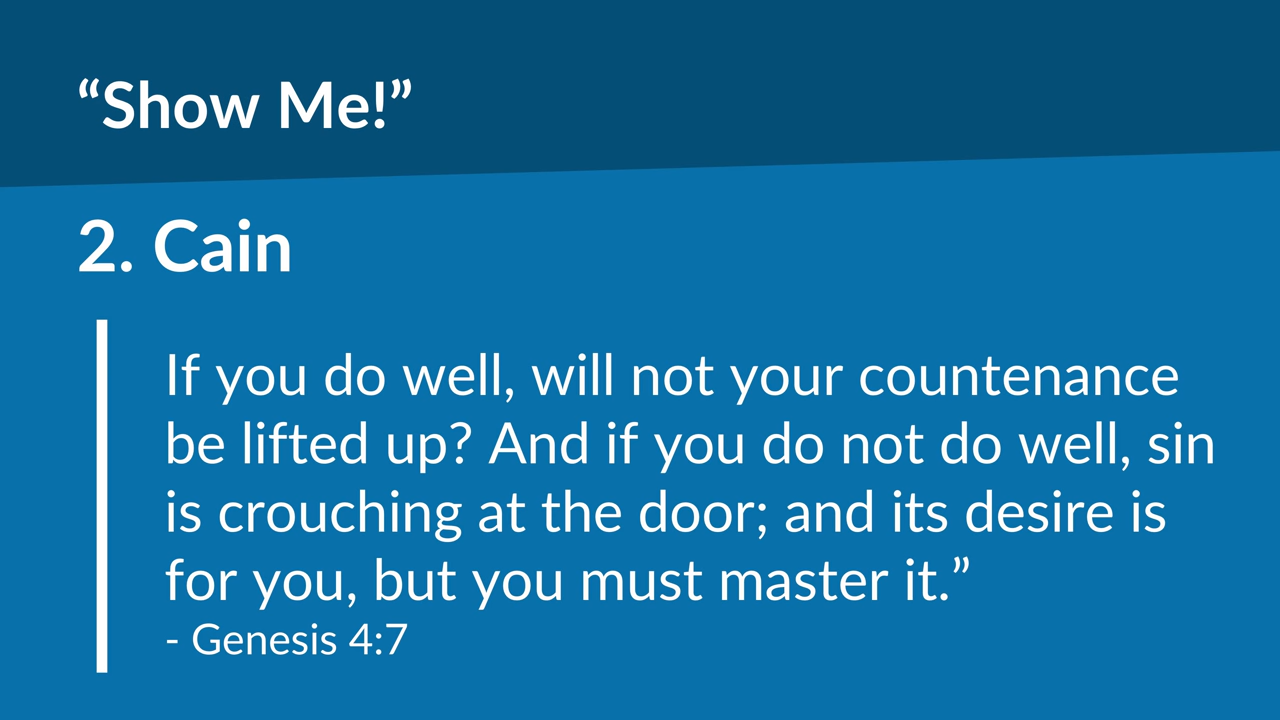 “Show Me!”
2. Cain
If you do well, will not your countenance
be lifted up? And if you do not do well, sin
is crouching at the door; and its desire is
for you, but you must master it.”
- Genesis 4:7